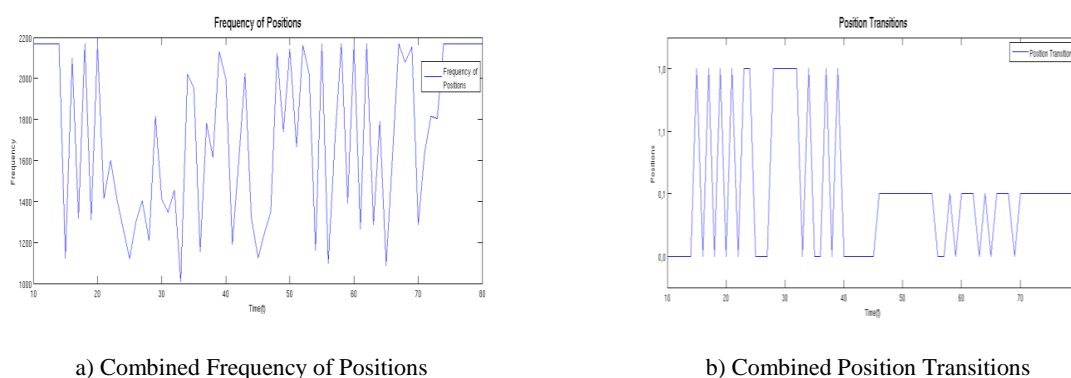 Frequency of Positions
2200
2000
1800
1600
1400
1200
1000
Frequency
10 20 30 40 50 60 70 80
Time(t)
Frequency of
Positions
a) Combined Frequency of Positions
Position Transitions
Position Transition
1,0
1,1
0,1
0,0
Positions
10 20 30 40 50 60 70
Time(t)
b) Combined Position Transitions